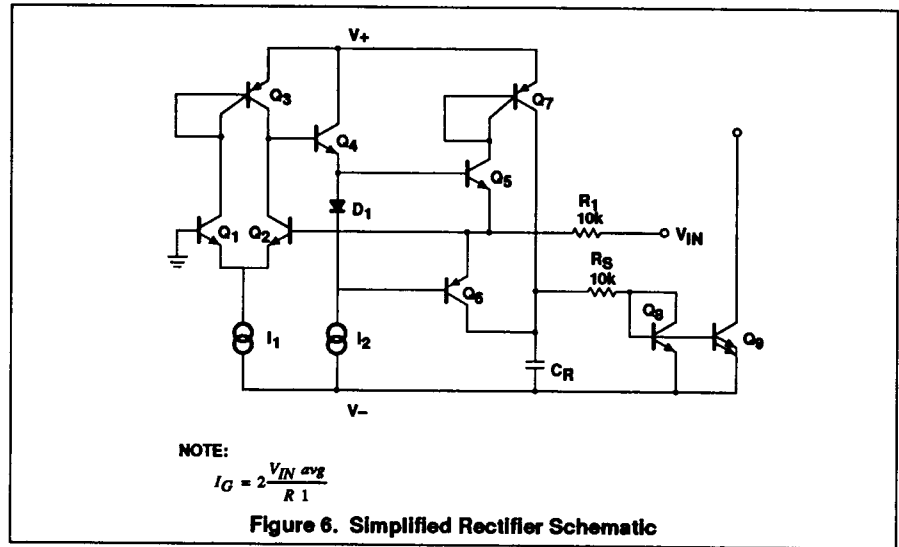 V+
Q3
Q7
Q4
Q5
D1
R1
10k
VIN
Q1
Q2
RS
10k
Q6
Q8
Q9
I1
I2
CR
V–
NOTE:
IG = 2 VIN avg / R 1
Figure 6. Simplified Rectifier Schematic